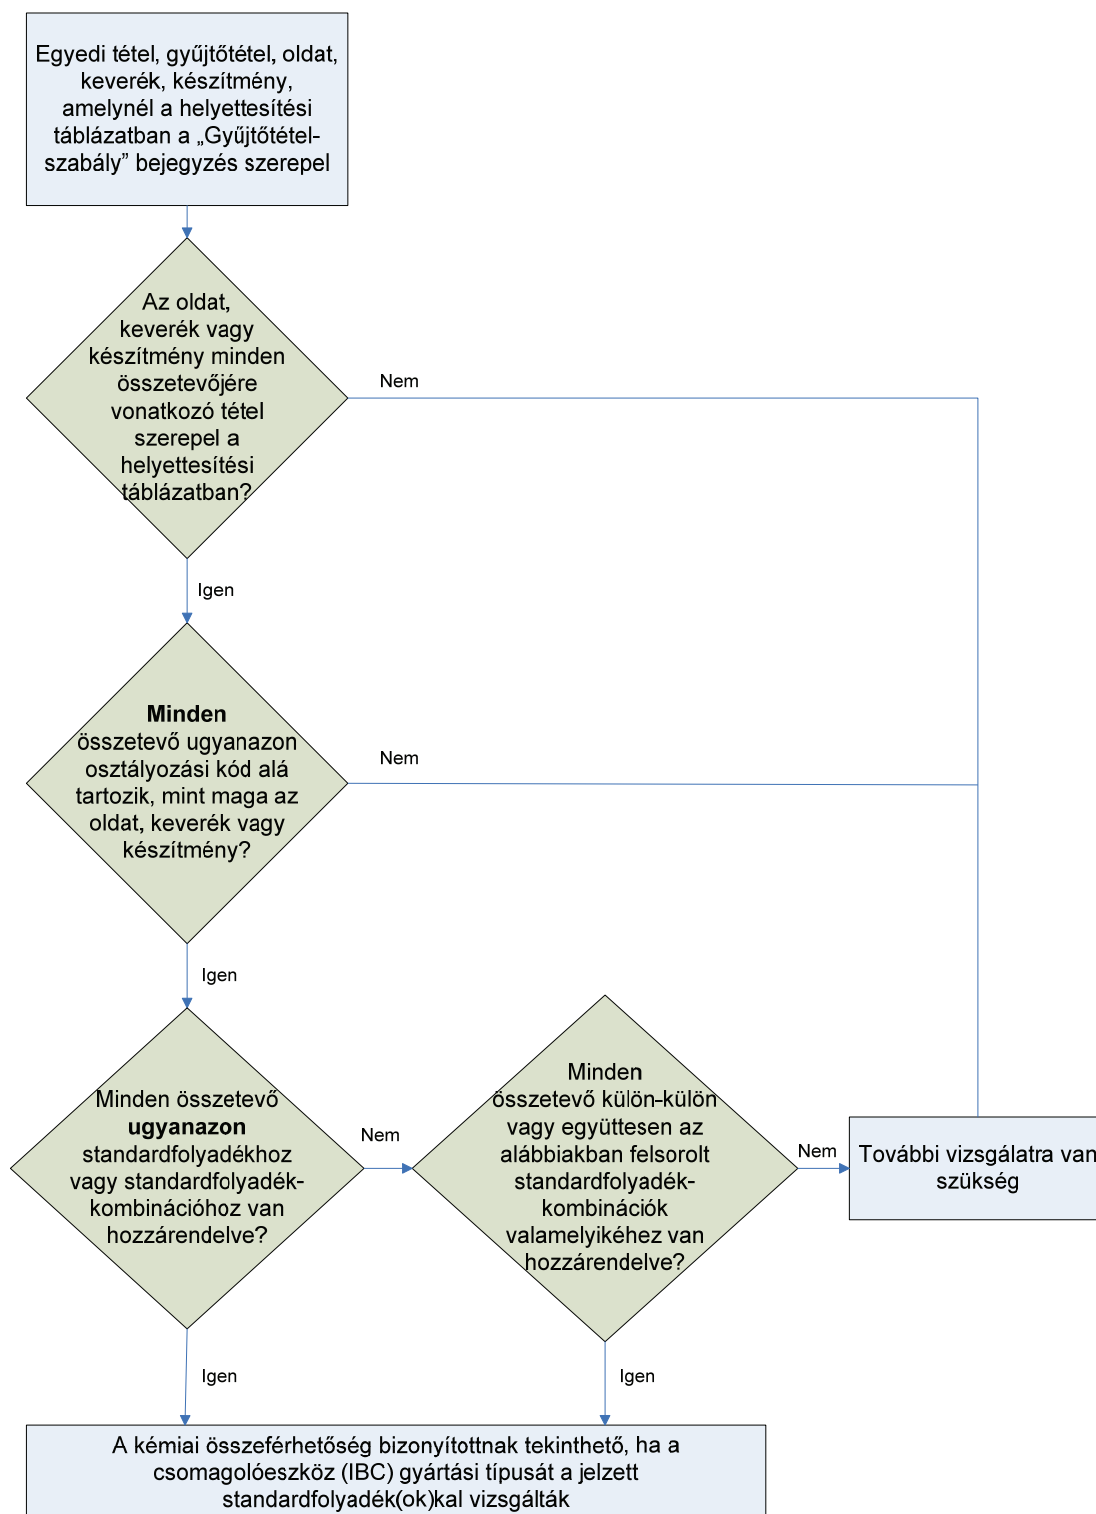 Egyedi tétel, gyűjtőtétel, oldat,
keverék, készítmény,
amelynél a helyettesítési
táblázatban a „Gyűjtőtétel-
szabály” bejegyzés szerepel
Az oldat,
keverék vagy
készítmény minden
összetevőjére
vonatkozó tétel
szerepel a
helyettesítési
táblázatban?
Nem
Igen
Minden
összetevő ugyanazon
osztályozási kód alá
tartozik, mint maga az
oldat, keverék vagy
készítmény?
Nem
Igen
Minden összetevő
ugyanazon
standardfolyadékhoz
vagy standardfolyadék-
kombinációhoz van
hozzárendelve?
Nem
Minden
összetevő külön-külön
vagy együttesen az
alábbiakban felsorolt
standardfolyadék-
kombinációk
valamelyikéhez van
hozzárendelve?
Nem
További vizsgálatra van
szükség
Igen
Igen
A kémiai összeférhetőség bizonyítottnak tekinthető, ha a
csomagolóeszköz (IBC) gyártási típusát a jelzett
standardfolyadék(ok)kal vizsgálták